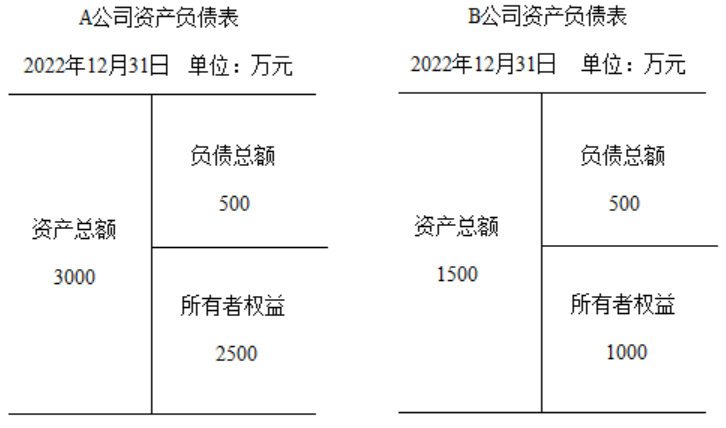 A公司资产负债表
2022年12月31日 单位：万元
资产总额
3000
负债总额
500
所有者权益
2500
B公司资产负债表
2022年12月31日 单位：万元
资产总额
1500
负债总额
500
所有者权益
1000